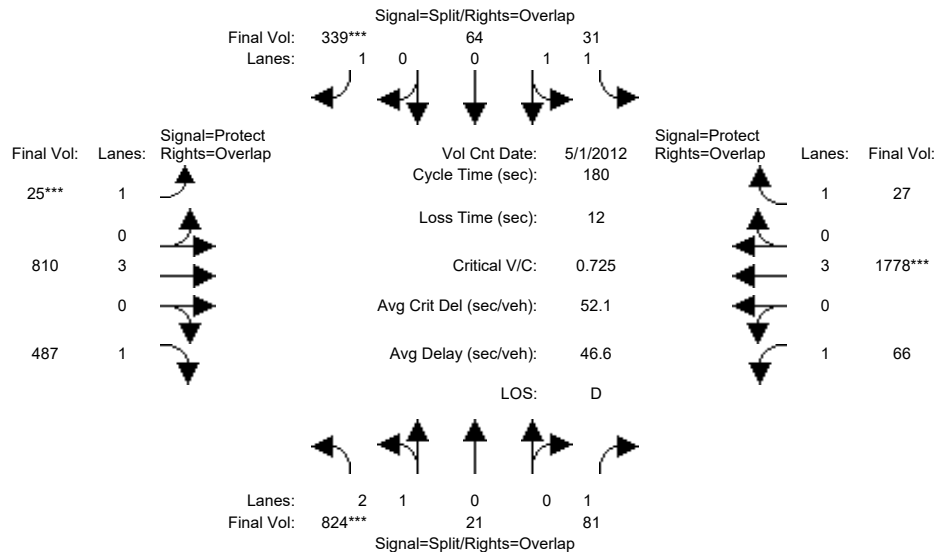 Signal=Split/Rights=Overlap
Final Vol: 339*** 64 31
Lanes: 1 0 0 1 1
Signal=Protect Signal=Protect
Final Vol: Lanes: Rights=Overlap Vol Cnt Date: 5/1/2012 Rights=Overlap Lanes: Final Vol:
Cycle Time (sec): 180
25*** 1 1 27
Loss Time (sec): 12
0 0
810 3 Critical V/C: 0.725 3 1778***
0 Avg Crit Del (sec/veh): 52.1 0
487 1 Avg Delay (sec/veh): 46.6 1 66
LOS: D
Lanes: 2 1 0 0 1
Final Vol: 824*** 21 81
Signal=Split/Rights=Overlap